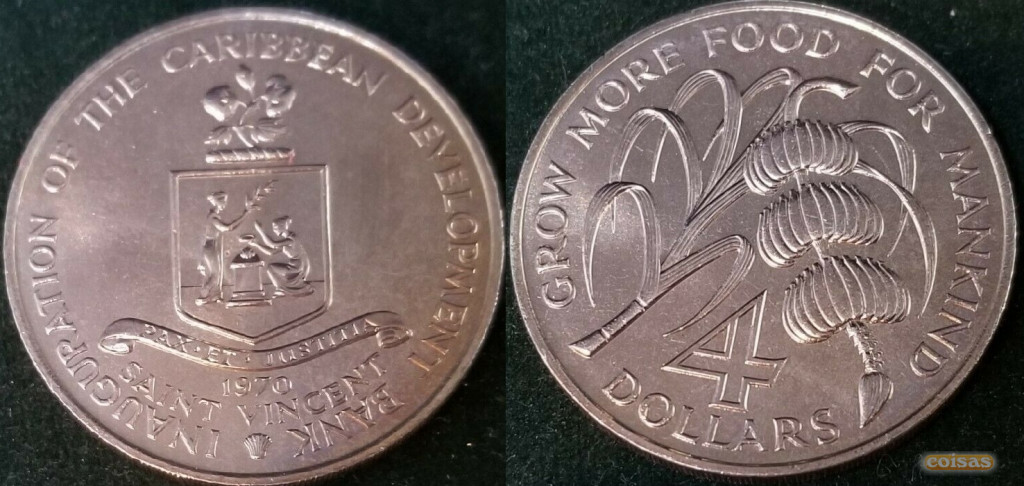 INAUGURATION OF THE CARIBBEAN DEVELOPMENT BANK
PAX·ET·JUSTITIA
1970
SAINT VINCENT
GROW MORE FOOD FOR MANKIND
4
DOLLARS
coisas